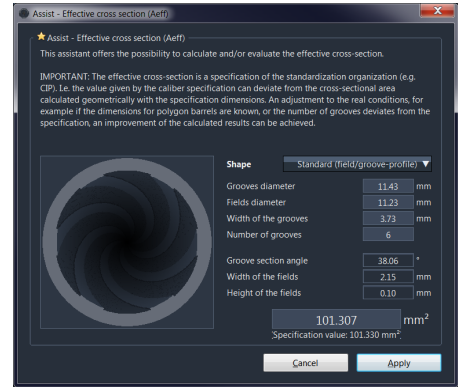 Assist - Effective cross section (Aeff)
Assist - Effective cross section (Aeff)
This assistant offers the possibility to calculate and/or evaluate the effective cross-section.
IMPORTANT: The effective cross-section is a specification of the standardization organization (e.g.
CIP). I.e. the value given by the caliber specification can deviate from the cross-sectional area
calculated geometrically with the specification dimensions. An adjustment to the real conditions, for
example if the dimensions for polygon barrels are known, or the number of grooves deviates from the
specification, an improvement of the calculated results can be achieved.
Shape Standard (field/groove-profile)
Grooves diameter 11.43 mm
Fields diameter 11.23 mm
Width of the grooves 3.73 mm
Number of grooves 6
Groove section angle 38.06 °
Width of the fields 2.15 mm
Height of the fields 0.10 mm
101.307 mm²
Specification value: 101.330 mm²
Cancel Apply